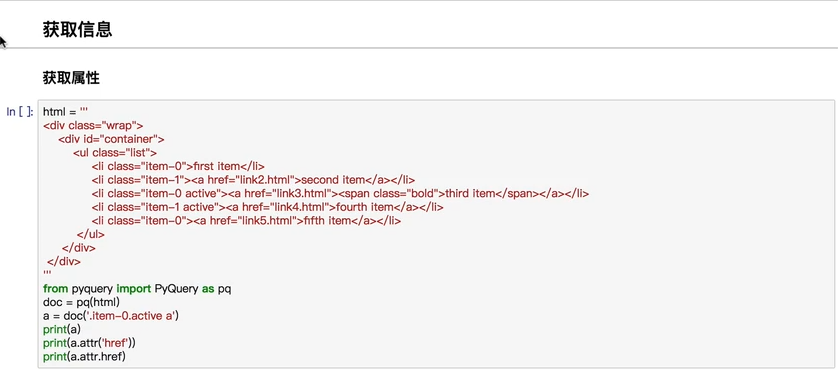 获取信息
获取属性
In [ ]:
html = '''
<div class="wrap">
    <div id="container">
        <ul class="list">
             <li class="item-0">first item</li>
             <li class="item-1"><a href="link2.html">second item</a></li>
             <li class="item-0 active"><a href="link3.html"><span class="bold">third item</span></a></li>
             <li class="item-1 active"><a href="link4.html">fourth item</a></li>
             <li class="item-0"><a href="link5.html">fifth item</a></li>
         </ul>
     </div>
 </div>
'''
from pyquery import PyQuery as pq
doc = pq(html)
a = doc('.item-0.active a')
print(a)
print(a.attr('href'))
print(a.attr.href)